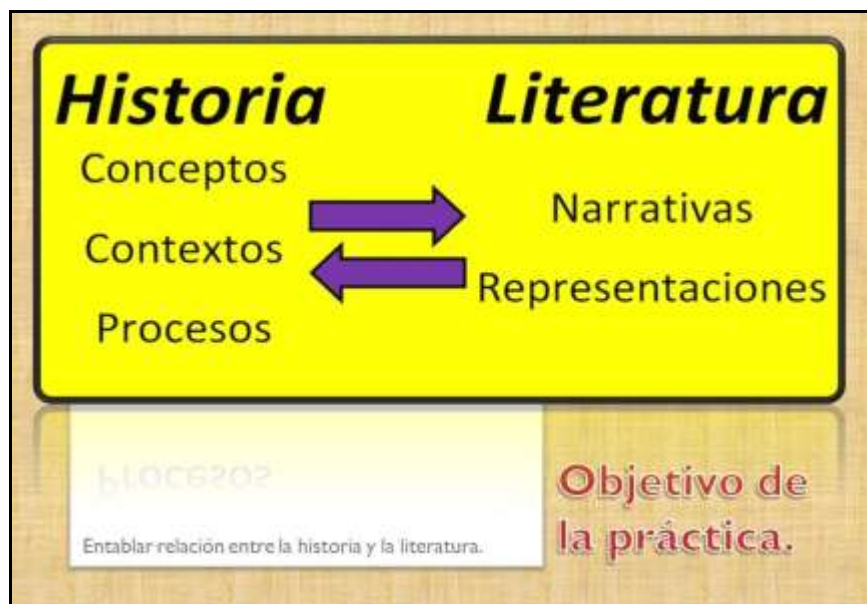 Historia
Literatura
Conceptos
Contextos
Procesos
Narrativas
Representaciones
Procesos
Entablar relación entre la historia y la literatura.
Objetivo de
la práctica.